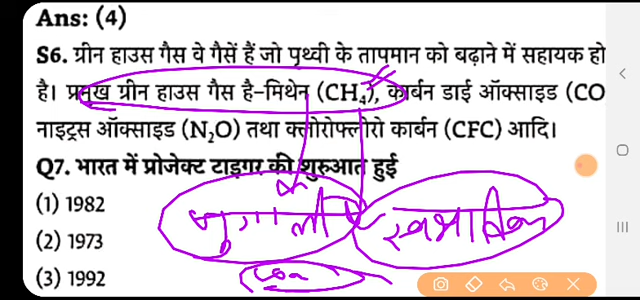 Ans: (4)
S6. ग्रीन हाउस गैस वे गैसें हैं जो पृथ्वी के तापमान को बढ़ाने में सहायक हो
है। प्रमुख ग्रीन हाउस गैस है-मिथेन (CH4), कार्बन डाई ऑक्साइड (CO
नाइट्रस ऑक्साइड (N2O) तथा क्लोरोफ्लोरो कार्बन (CFC) आदि।
Q7. भारत में प्रोजेक्ट टाइगर की शुरुआत हुई
(1) 1982
(2) 1973
(3) 1992